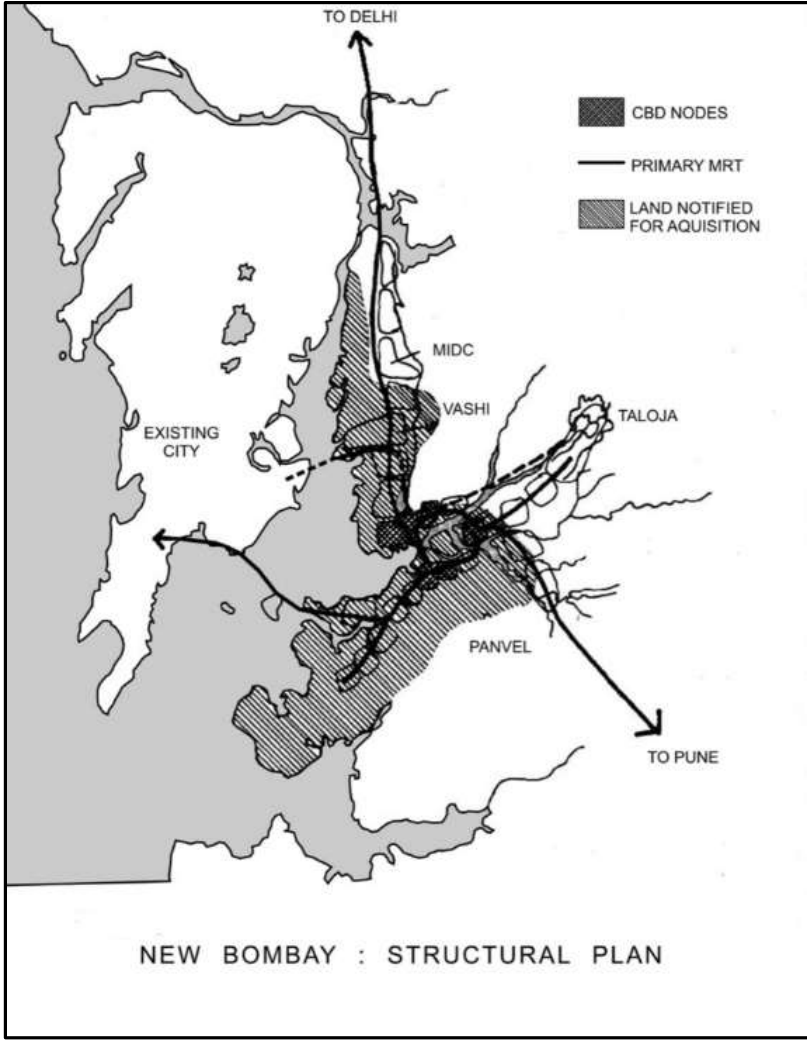 TO DELHI
CBD NODES
PRIMARY MRT
LAND NOTIFIED
FOR AQUISITION
MIDC
VASHI
TALOJA
EXISTING
CITY
PANVEL
TO PUNE
NEW BOMBAY : STRUCTURAL PLAN